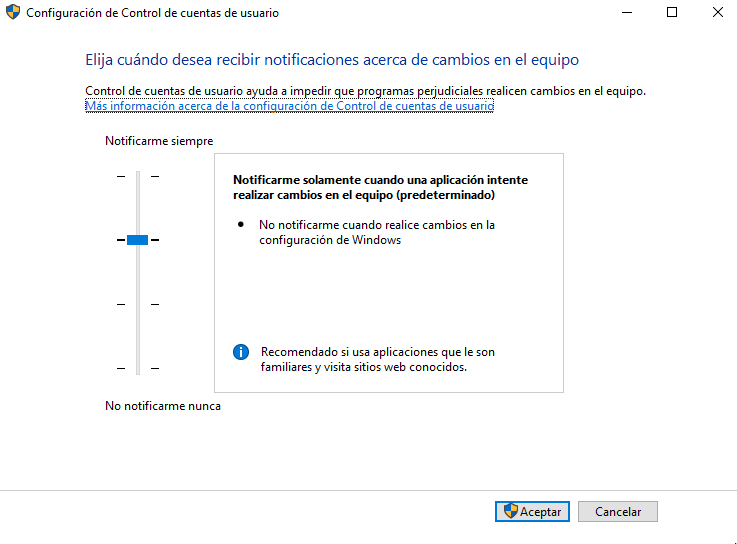 Configuración de Control de cuentas de usuario
Elija cuándo desea recibir notificaciones acerca de cambios en el equipo
Control de cuentas de usuario ayuda a impedir que programas perjudiciales realicen cambios en el equipo.
Más información acerca de la configuración de Control de cuentas de usuario
Notificarme siempre
Notificarme solamente cuando una aplicación intente
realizar cambios en el equipo (predeterminado)
No notificarme cuando realice cambios en la
configuración de Windows
Recomendado si usa aplicaciones que le son
familiares y visita sitios web conocidos.
No notificarme nunca
Aceptar
Cancelar